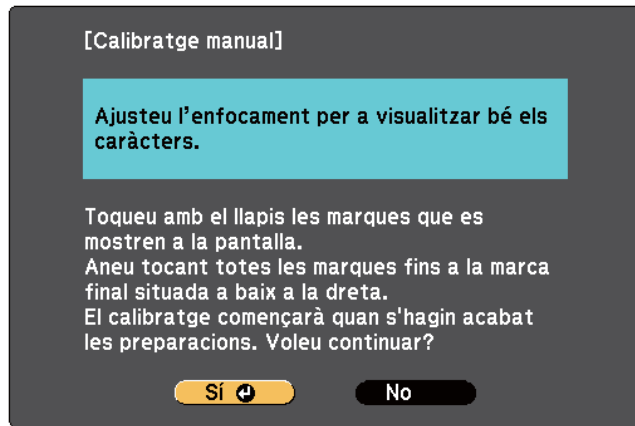 [Calibratge manual]
Ajusteu l’enfocament per a visualitzar bé els
caràcters.
Toqueu amb el llapis les marques que es
mostren a la pantalla.
Aneu tocant totes les marques fins a la marca
final situada a baix a la dreta.
El calibratge començarà quan s'hagin acabat
les preparacions. Voleu continuar?
Sí No